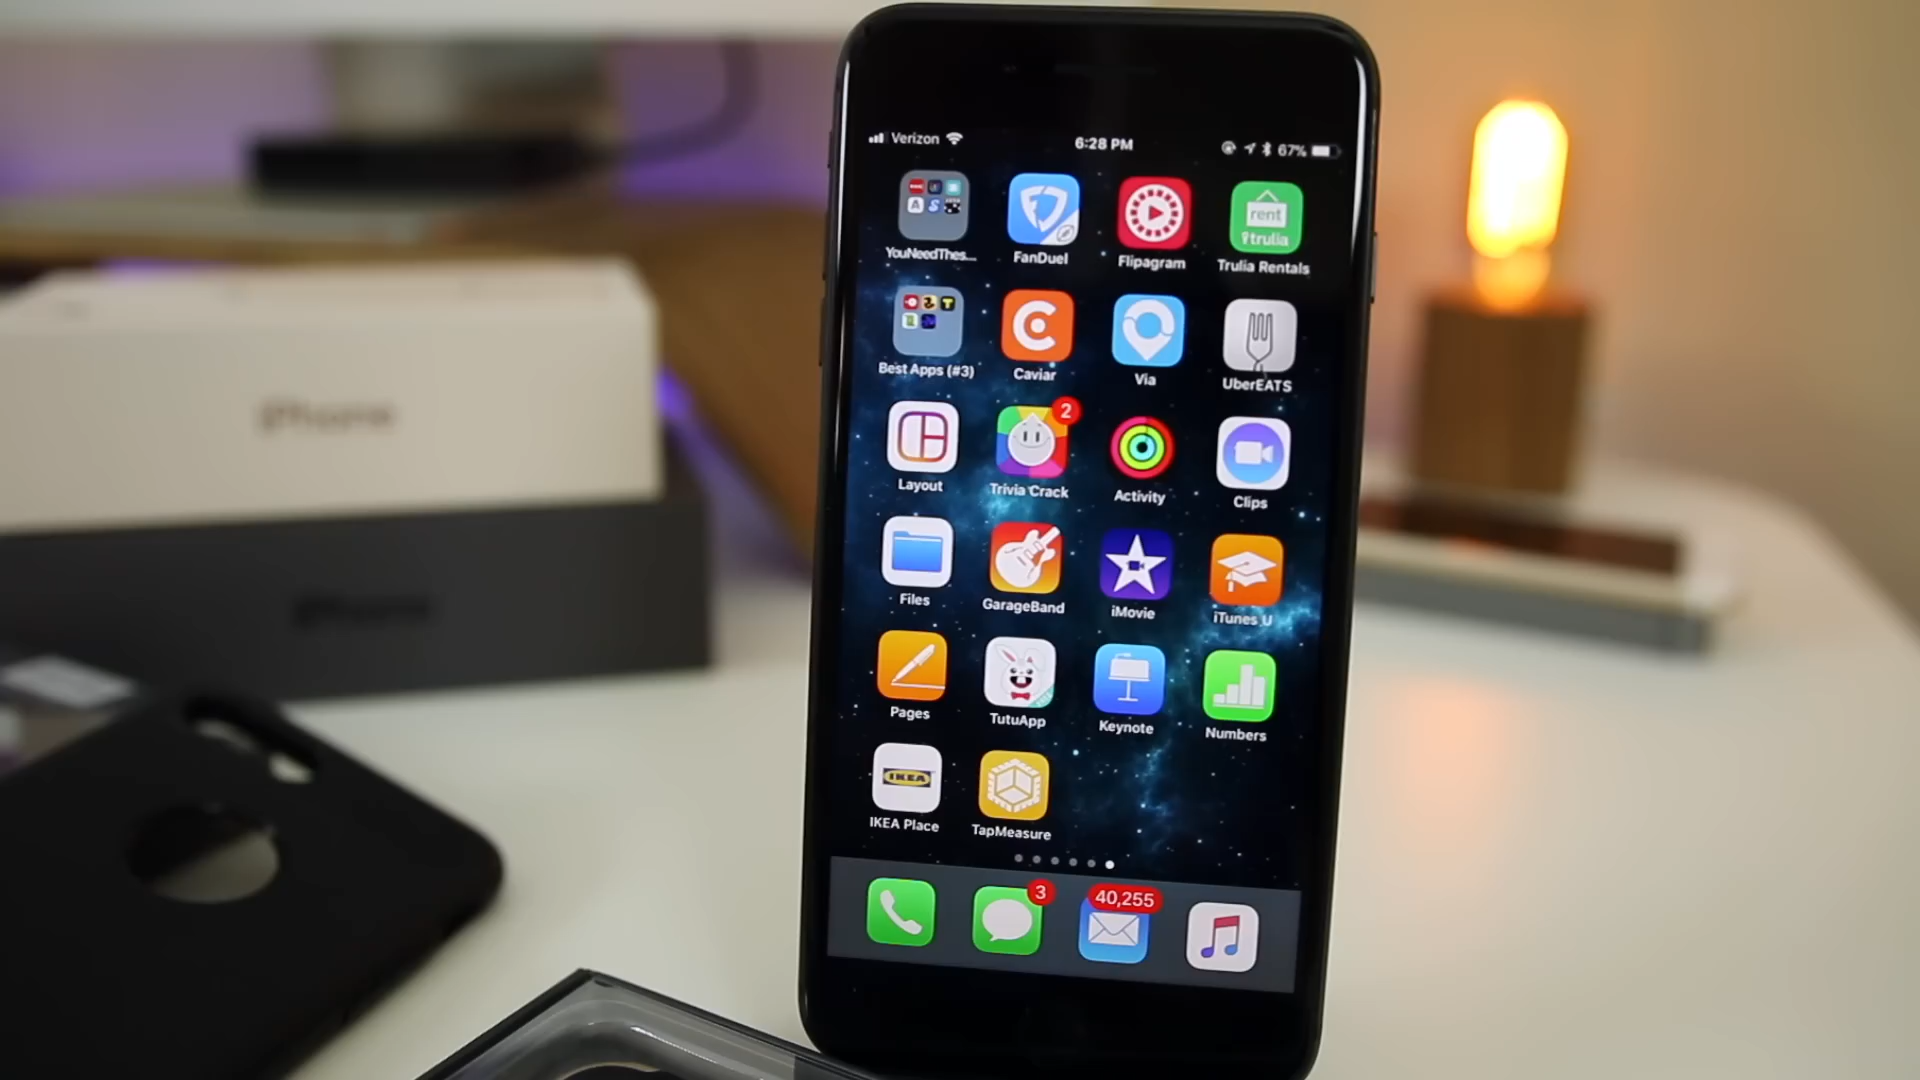 Verizon 6:28 PM 67%
rent
trulia
YouNeedThes... FanDuel Flipagram Trulia Rentals
Best Apps (#3) Caviar Via UberEATS
2
Layout Trivia Crack Activity Clips
Files GarageBand iMovie iTunes U
Pages TutuApp Keynote Numbers
IKEA
IKEA Place TapMeasure
3 40,255
iPhone
iPhone